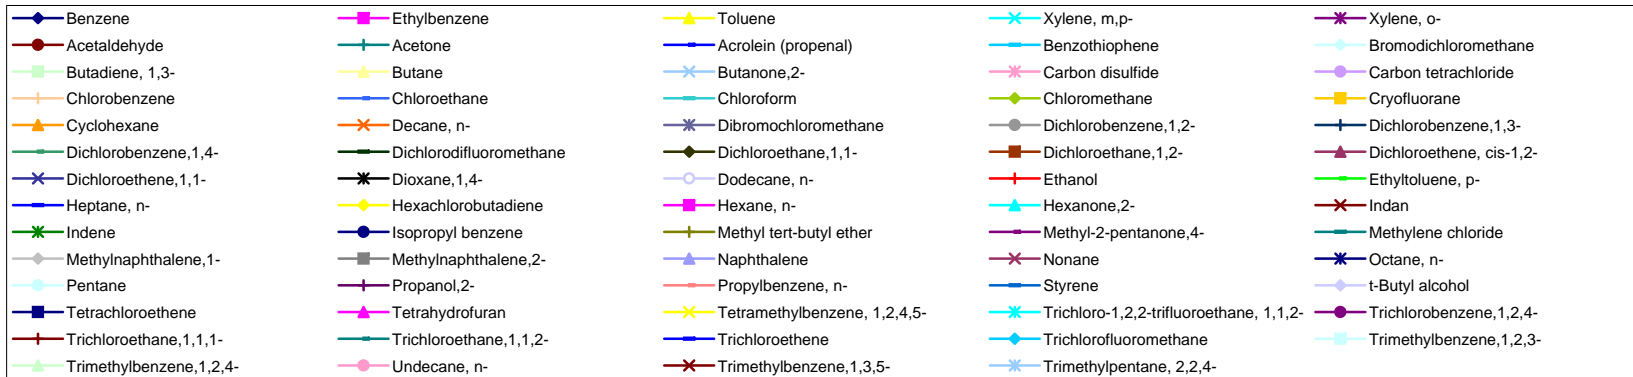 Benzene Ethylbenzene Toluene Xylene, m,p- Xylene, o-
Acetaldehyde Acetone Acrolein (propenal) Benzothiophene Bromodichloromethane
Butadiene, 1,3- Butane Butanone,2- Carbon disulfide Carbon tetrachloride
Chlorobenzene Chloroethane Chloroform Chloromethane Cryofluorane
Cyclohexane Decane, n- Dibromochloromethane Dichlorobenzene,1,2- Dichlorobenzene,1,3-
Dichlorobenzene,1,4- Dichlorodifluoromethane Dichloroethane,1,1- Dichloroethane,1,2- Dichloroethene, cis-1,2-
Dichloroethene,1,1- Dioxane,1,4- Dodecane, n- Ethanol Ethyltoluene, p-
Heptane, n- Hexachlorobutadiene Hexane, n- Hexanone,2- Indan
Indene Isopropyl benzene Methyl tert-butyl ether Methyl-2-pentanone,4- Methylene chloride
Methylnaphthalene,1- Methylnaphthalene,2- Naphthalene Nonane Octane, n-
Pentane Propanol,2- Propylbenzene, n- Styrene t-Butyl alcohol
Tetrachloroethene Tetrahydrofuran Tetramethylbenzene, 1,2,4,5- Trichloro-1,2,2-trifluoroethane, 1,1,2- Trichlorobenzene,1,2,4-
Trichloroethane,1,1,1- Trichloroethane,1,1,2- Trichloroethene Trichlorofluoromethane Trimethylbenzene,1,2,3-
Trimethylbenzene,1,2,4- Undecane, n- Trimethylbenzene,1,3,5- Trimethylpentane, 2,2,4-